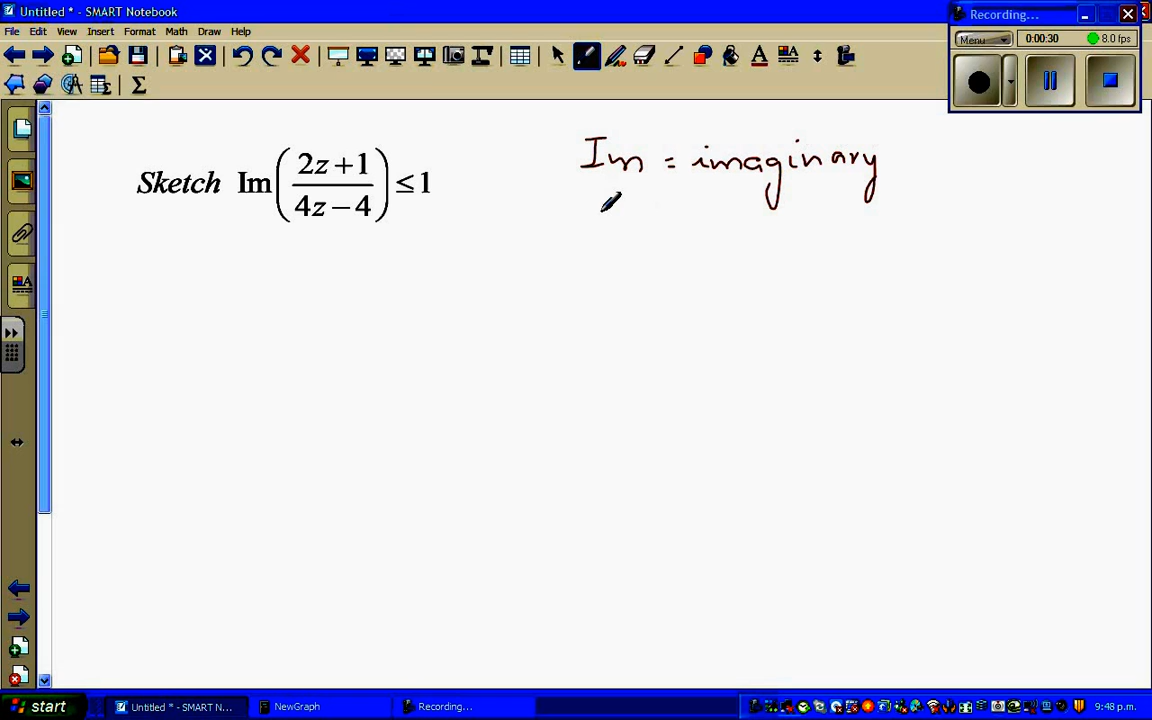 Untitled * - SMART Notebook
Recording...
File Edit View Insert Format Math Draw Help
Menu 0:00:30 8.0 fps
Sketch Im(2z+1/4z−4)≤1
Im = imaginary
start Untitled * - SMART N... NewGraph Recording... 9:48 p.m.